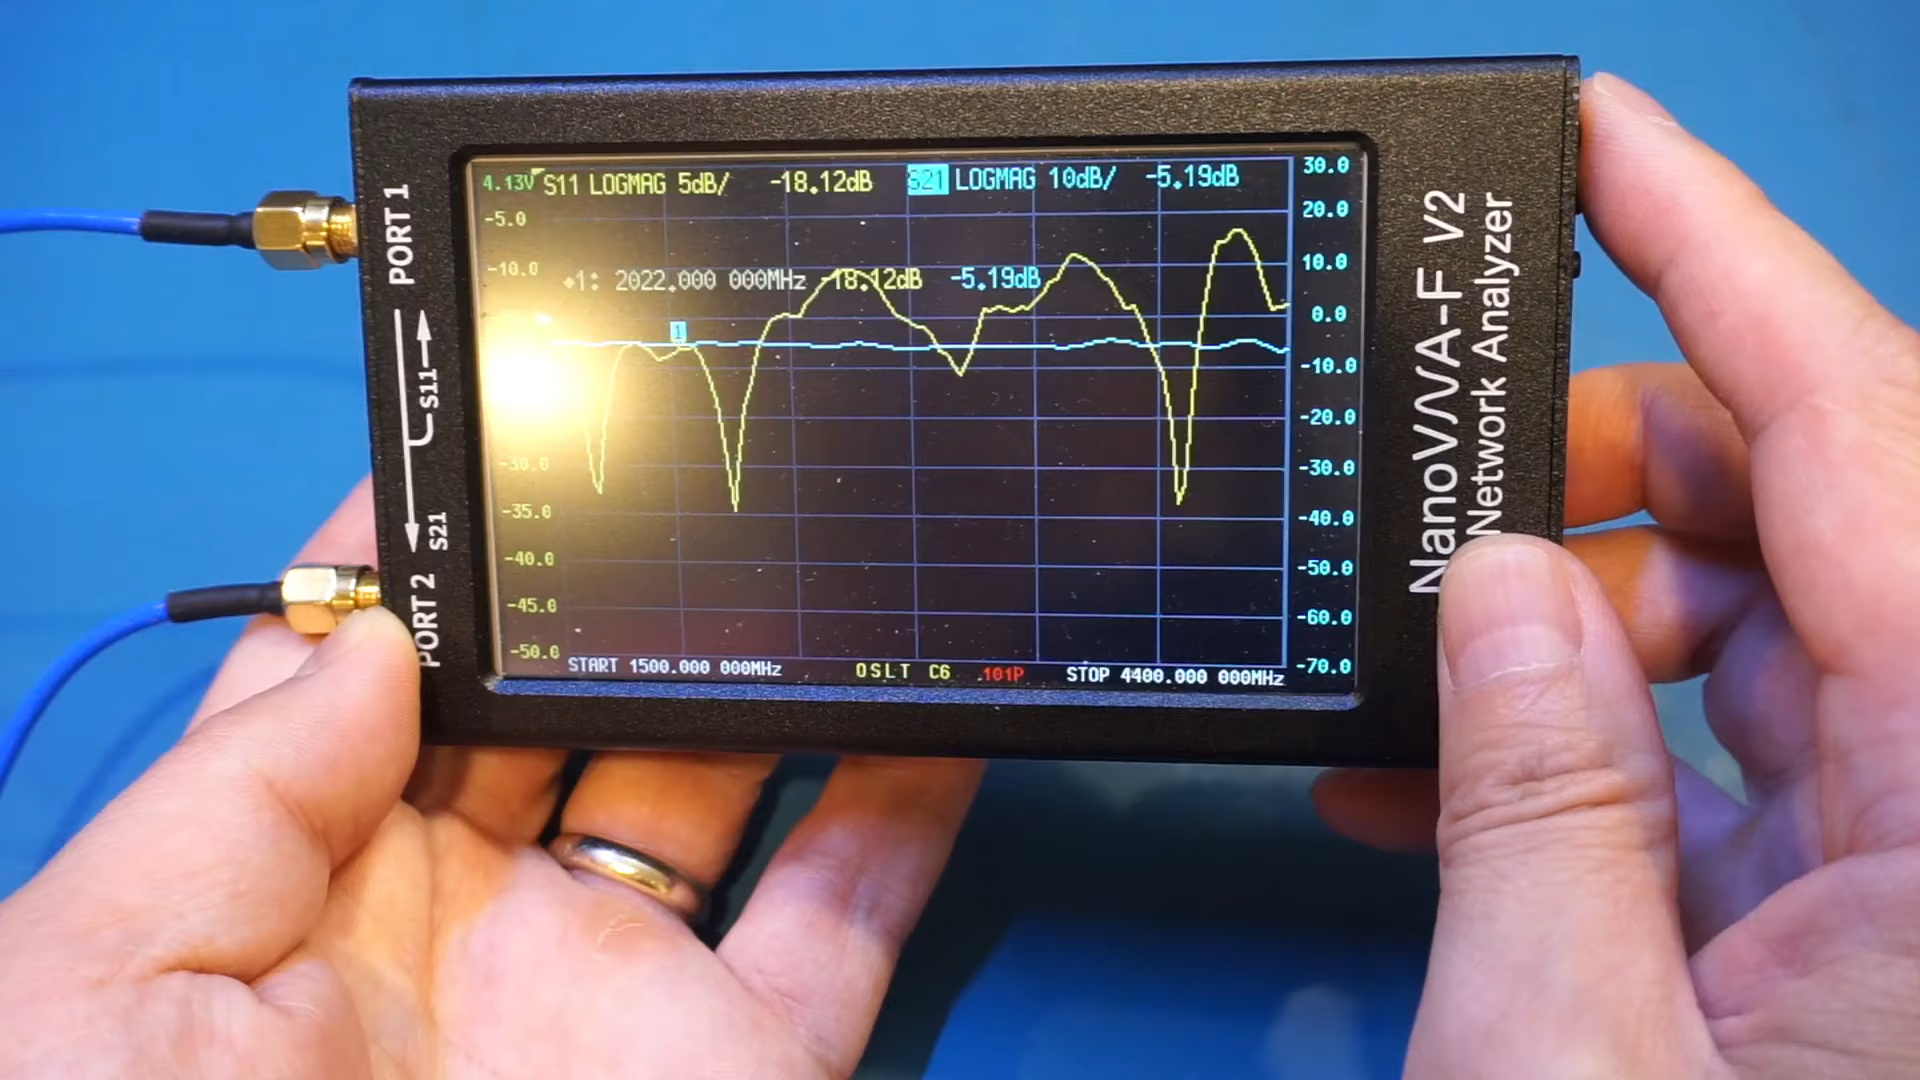 4.13V S11 LOGMAG 5dB/ -18.12dB S21 LOGMAG 10dB/ -5.19dB
1: 2022.000 000MHz -18.12dB -5.19dB
1
-5.0
-10.0
-30.0
-35.0
-40.0
-45.0
-50.0
30.0
20.0
10.0
0.0
-10.0
-20.0
-30.0
-40.0
-50.0
-60.0
-70.0
START 1500.000 000MHz OSLT C6 101P STOP 4400.000 000MHz
PORT 1
S11
S21
PORT 2
NanoVNA-F V2
Network Analyzer